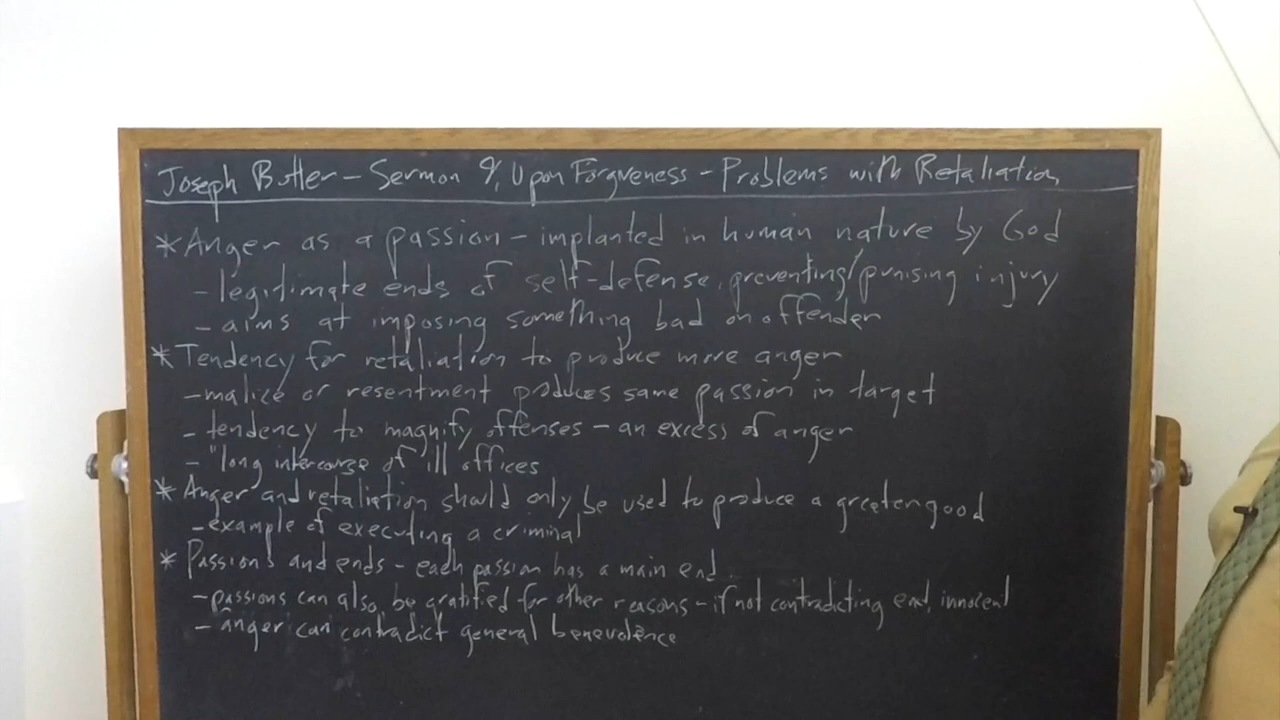 Joseph Butler - Sermon 9, Upon Forgiveness - Problems with Retaliation
* Anger as a passion - implanted in human nature by God
- legitimate ends of self-defense, preventing/punising injury
- aims at imposing something bad on offender
* Tendency for retaliation to produce more anger
- malice or resentment produces same passion in target
- tendency to magnify offenses - an excess of anger
- "long intercourse of ill offices
* Anger and retaliation should only be used to produce a greater good
- example of executing a criminal
* Passions and ends - each passion has a main end
- passions can also be gratified for other reasons - if not contradicting end, innocent
- anger can contradict general benevolence